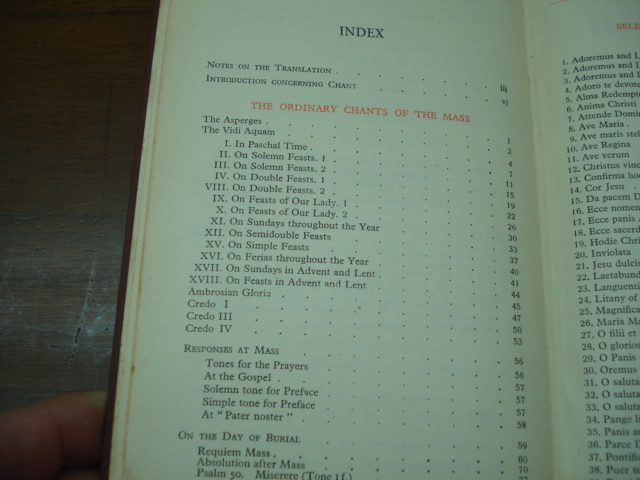 INDEX
NOTES ON THE TRANSLATION . iij
INTRODUCTION CONCERNING CHANT vj
THE ORDINARY CHANTS OF THE MASS
The Asperges . 1
The Vidi Aquam 2
I. In Paschal Time . 4
II. On Solemn Feasts. 1 7
III. On Solemn Feasts. 2 11
IV. On Double Feasts. 1 15
VIII. On Double Feasts. 2 19
IX. On Feasts of Our Lady. 1 22
X. On Feasts of Our Lady. 2 26
XI. On Sundays throughout the Year 30
XII. On Semidouble Feasts 33
XV. On Simple Feasts 37
XVI. On Ferias throughout the Year 40
XVII. On Sundays in Advent and Lent . 41
XVIII. On Feasts in Advent and Lent 44
Ambrosian Gloria . 45
Credo I 47
Credo III 50
Credo IV 53
RESPONSES AT MASS
Tones for the Prayers 56
At the Gospel . 56
Solemn tone for Preface 57
Simple tone for Preface 57
At " Pater noster " 58
ON THE DAY OF BURIAL 59
Requiem Mass . 60
Absolution after Mass 70
Psalm 50. Miserere (Tone 1f.) 77
SELE
1. Adoremus and L
2. Adoremus and L
3. Adoremus and I
4. Adoro te devote
5. Alma Redempto
6. Anima Christi
7. Attende Domin
8. Ave Maria .
9. Ave maris stel
10. Ave Regina
11. Ave verum
12. Christus vinc
13. Confirma hoc
14. Cor Jesu .
15. Da pacem D
16. Ecce nomen
17. Ecce panis
18. Ecce sacerd
19. Hodie Chri
20. Inviolata
21. Jesu dulcis
22. Languentib
23. Laetabund
24. Litany of
25. Magnifica
26. Maria Ma
27. O filii et
28. O glorios
29. O Panis
30. Oremus
31. O saluta
32. O saluta
33. O saluta
34. Pange li
35. Panis an
36. Parce D
37. Pontific
38. Puer n